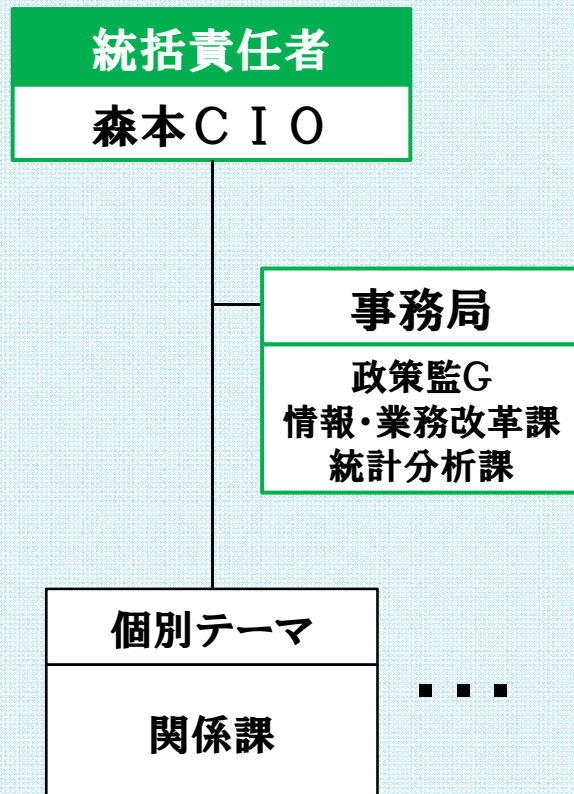 統括責任者
森本ＣＩＯ
事務局
政策監G
情報・業務改革課
統計分析課
個別テーマ
関係課
・・・